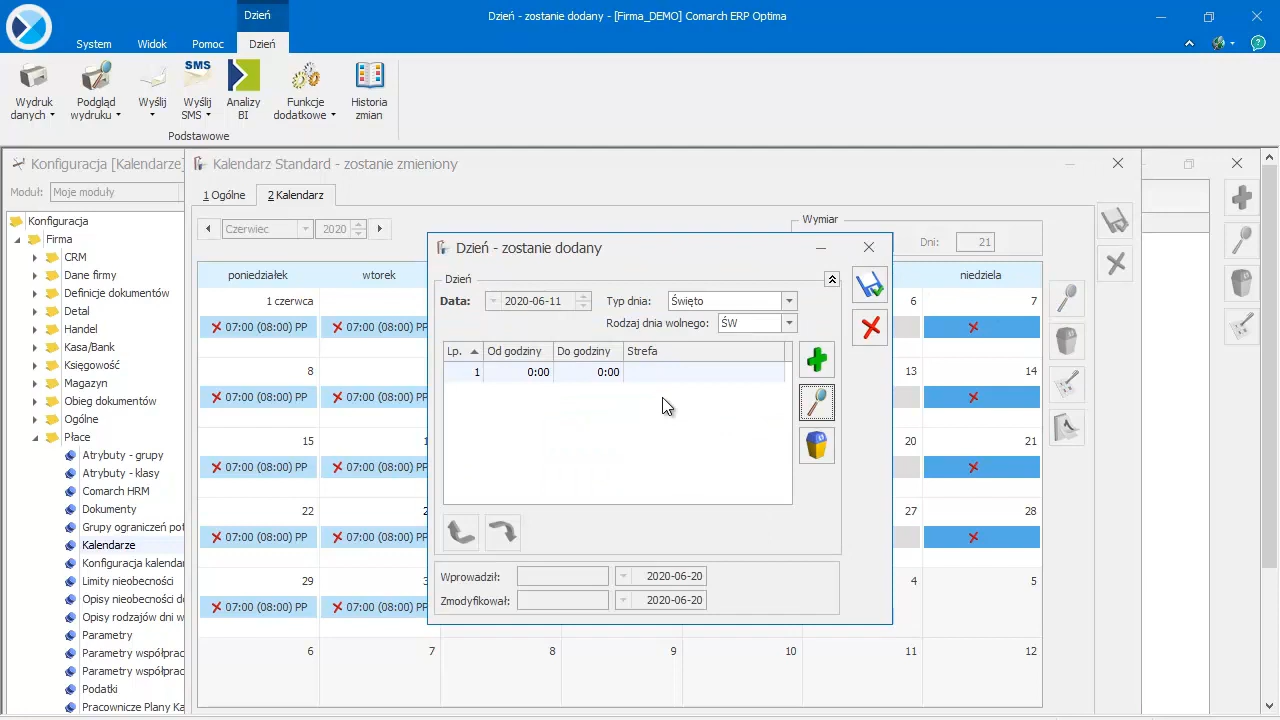 Dzień
Dzień - zostanie dodany - [Firma_DEMO] Comarch ERP Optima
System Widok Pomoc Dzień
Wydruk danych
Podgląd wydruku
Wyślij
SMS
Wyślij SMS
Analizy BI
Funkcje dodatkowe
Historia zmian
Podstawowe
Konfiguracja [Kalendarze]
Moduł: Moje moduły
Konfiguracja
Firma
CRM
Dane firmy
Definicje dokumentów
Detal
Handel
Kasa/Bank
Księgowość
Magazyn
Obieg dokumentów
Ogólne
Płace
Atrybuty - grupy
Atrybuty - klasy
Comarch HRM
Dokumenty
Grupy ograniczeń
Kalendarze
Konfiguracja
Limity nieobecności
Opisy nieobecności
Opisy rodzajów dni
Parametry
Parametry
Parametry
Podatki
Pracownicze Plany
Kalendarz Standard - zostanie zmieniony
1 Ogólne 2 Kalendarz
Czerwiec 2020
Wymiar
Dni: 21
poniedziałek wtorek niedziela
1 czerwca 6 7
07:00 (08:00) PP 07:00 (08:00) PP
8 13 14
07:00 (08:00) PP 07:00 (08:00) PP
15 20 21
07:00 (08:00) PP 07:00 (08:00) PP
22 27 28
07:00 (08:00) PP 07:00 (08:00) PP
29 4 5
07:00 (08:00) PP 07:00 (08:00) PP
6 7 8 9 10 11 12
Dzień - zostanie dodany
Dzień
Data: 2020-06-11 Typ dnia: Święto
Rodzaj dnia wolnego: ŚW
Lp. Od godziny Do godziny Strefa
1 0:00 0:00
Wprowadził: 2020-06-20
Zmodyfikował: 2020-06-20